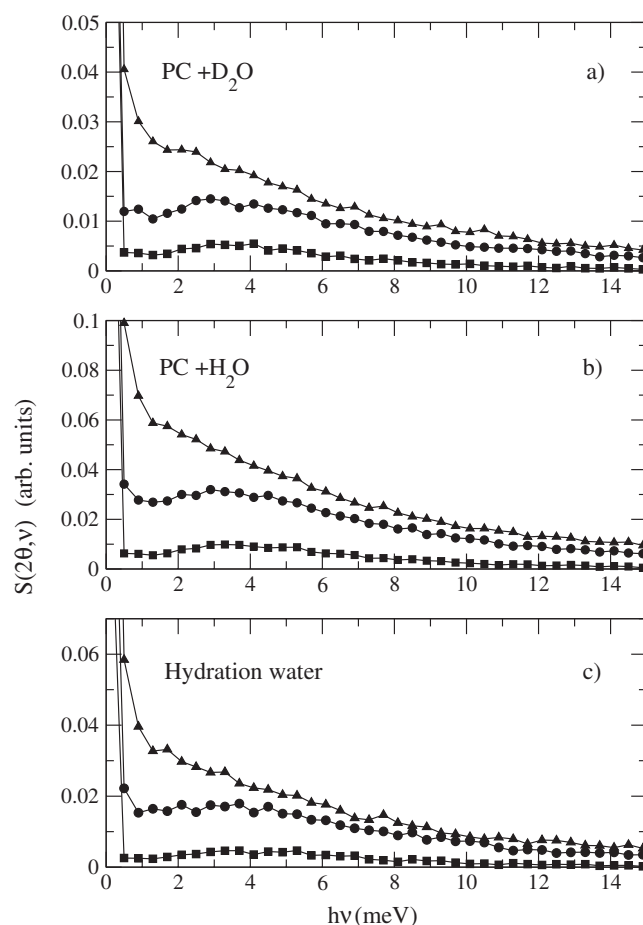 0.05
0.04
0.03
0.02
0.01
0
PC +D₂O
a)
0 2 4 6 8 10 12 14
0.1
0.08
0.06
0.04
0.02
0
PC +H₂O
b)
0 2 4 6 8 10 12 14
S(2θ,ν) (arb. units)
0.06
0.04
0.02
0
Hydration water
c)
0 2 4 6 8 10 12 14
hν(meV)